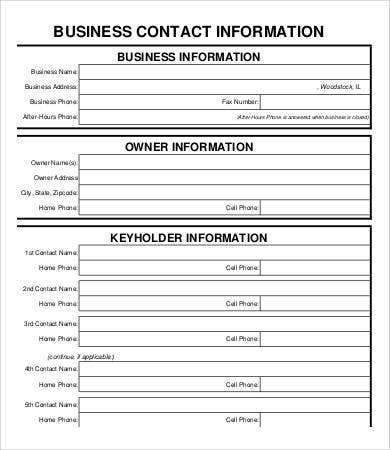 BUSINESS CONTACT INFORMATION
BUSINESS INFORMATION
Business Name:
Business Address: , Woodstock, IL
Business Phone: Fax Number:
After-Hours Phone: (After-Hours Phone is answered when business is closed)
OWNER INFORMATION
Owner Name(s):
Owner Address
City, State, Zipcode:
Home Phone: Cell Phone:
KEYHOLDER INFORMATION
1st Contact Name:
Home Phone: Cell Phone:
2nd Contact Name:
Home Phone: Cell Phone:
3rd Contact Name:
Home Phone: Cell Phone:
(continue, if applicable)
4th Contact Name:
Home Phone: Cell Phone:
5th Contact Name:
Home Phone: Cell Phone: